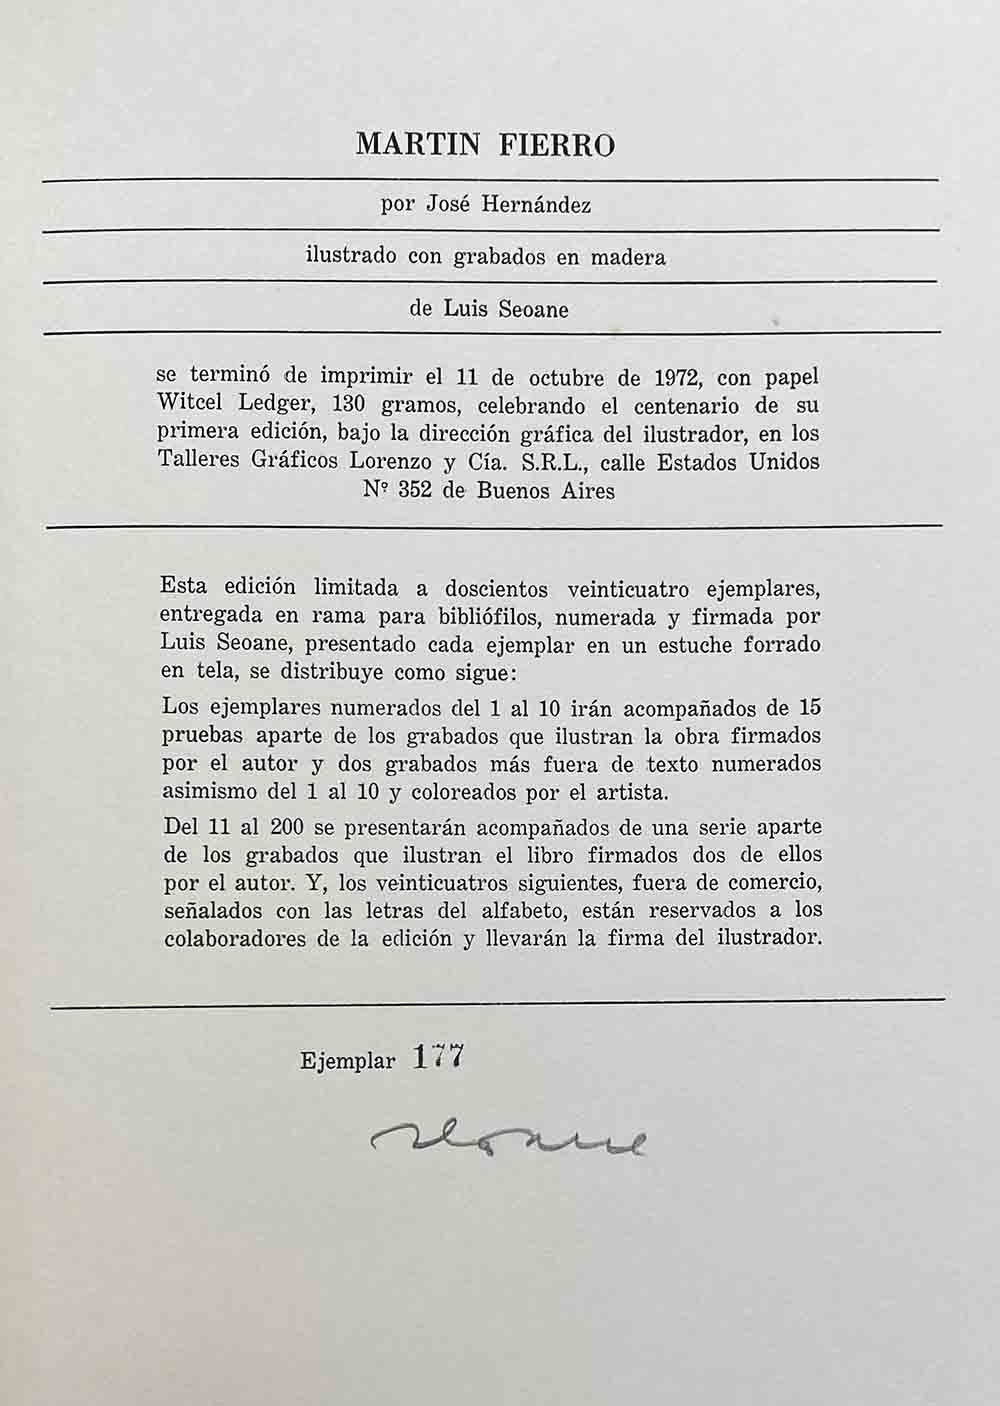 MARTIN FIERRO
por José Hernández
ilustrado con grabados en madera
de Luis Seoane
se terminó de imprimir el 11 de octubre de 1972, con papel
Witcel Ledger, 130 gramos, celebrando el centenario de su
primera edición, bajo la dirección gráfica del ilustrador, en los
Talleres Gráficos Lorenzo y Cía. S.R.L., calle Estados Unidos
Nº 352 de Buenos Aires
Esta edición limitada a doscientos veinticuatro ejemplares,
entregada en rama para bibliófilos, numerada y firmada por
Luis Seoane, presentado cada ejemplar en un estuche forrado
en tela, se distribuye como sigue:
Los ejemplares numerados del 1 al 10 irán acompañados de 15
pruebas aparte de los grabados que ilustran la obra firmados
por el autor y dos grabados más fuera de texto numerados
asimismo del 1 al 10 y coloreados por el artista.
Del 11 al 200 se presentarán acompañados de una serie aparte
de los grabados que ilustran el libro firmados dos de ellos
por el autor. Y, los veinticuatros siguientes, fuera de comercio,
señalados con las letras del alfabeto, están reservados a los
colaboradores de la edición y llevarán la firma del ilustrador.
Ejemplar 177
Seoane